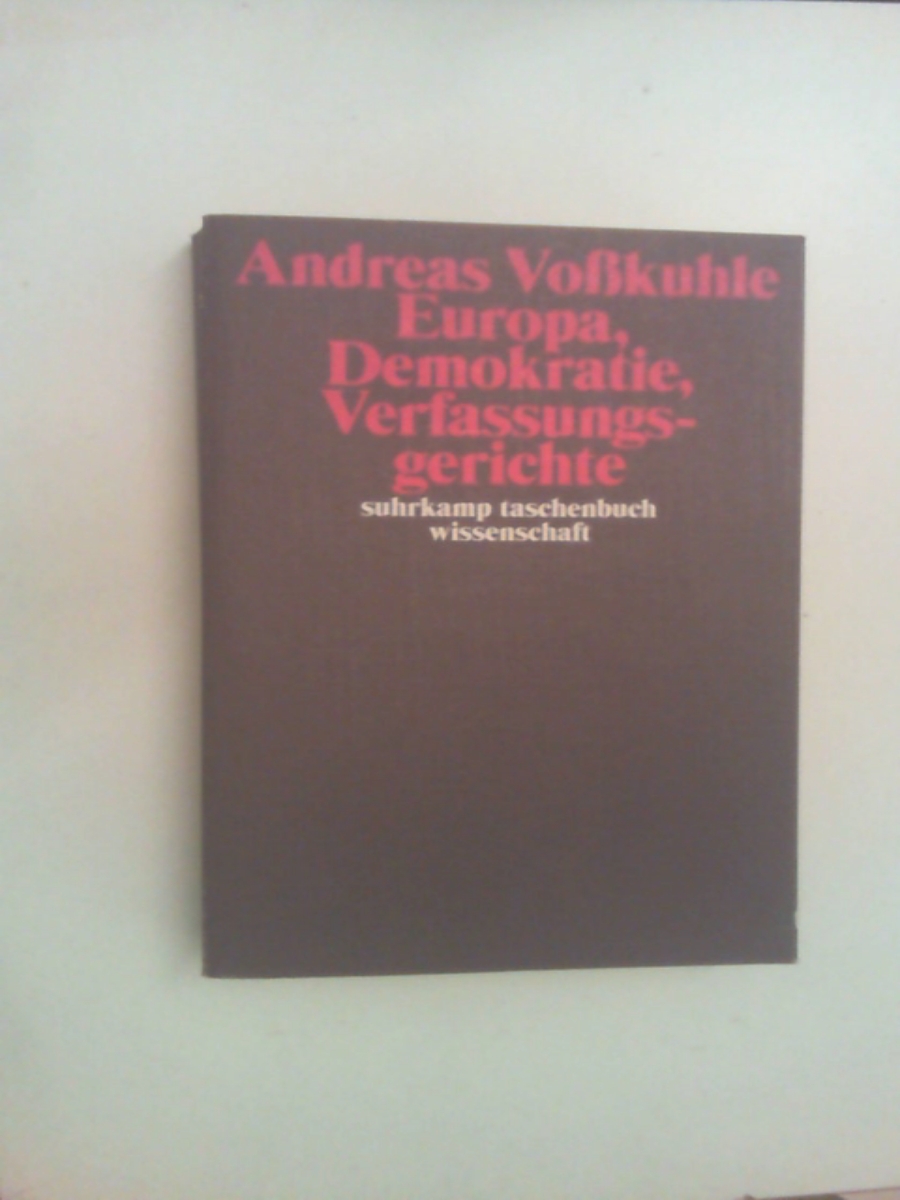 Andreas Voßkuhle
Europa,
Demokratie,
Verfassungs-
gerichte
suhrkamp taschenbuch
wissenschaft